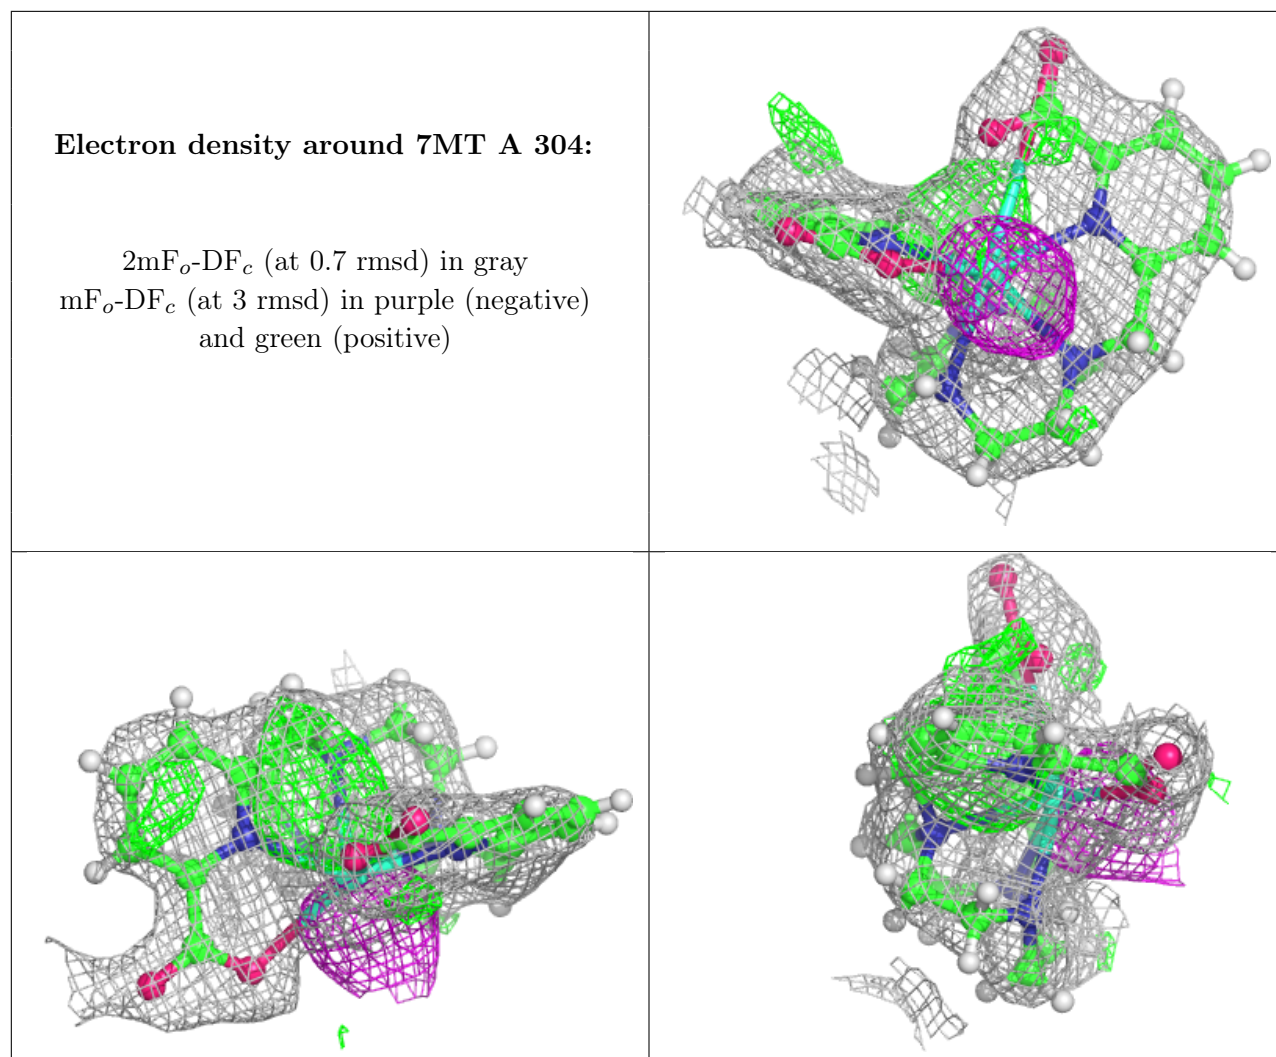 Electron density around 7MT A 304:
2mFo-DFc (at 0.7 rmsd) in gray
mFo-DFc (at 3 rmsd) in purple (negative)
and green (positive)